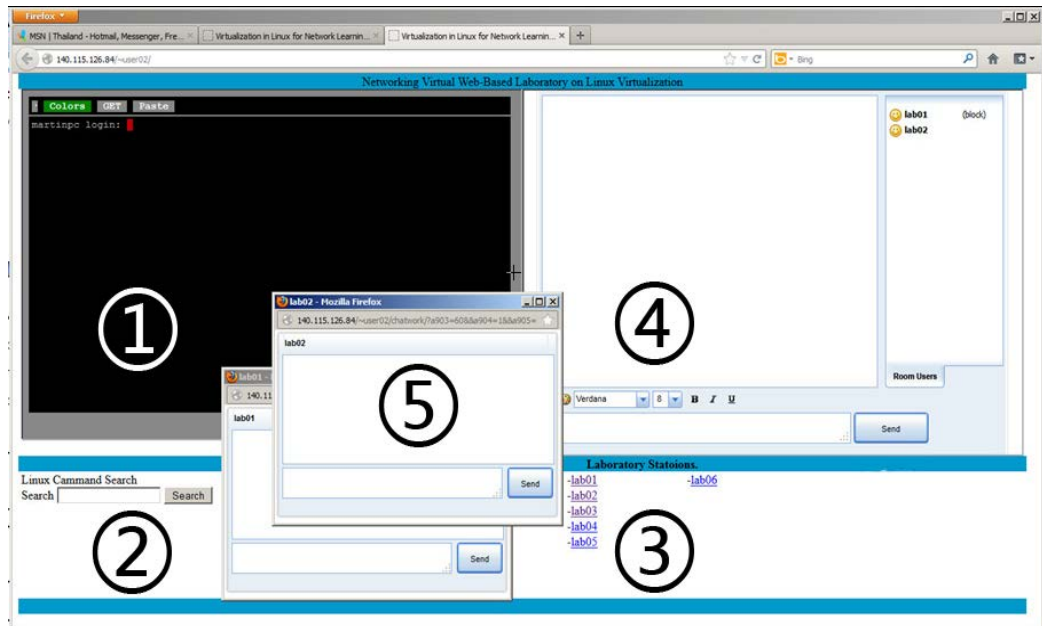 Firefox
MSN | Thailand - Hotmail, Messenger, Fre...
Virtualization in Linux for Network Learnin...
Virtualization in Linux for Network Learnin...
140.115.126.84/~user02/
Bing
Networking Virtual Web-Based Laboratory on Linux Virtualization
Colors GET Paste
martinpc login:
lab01 (block)
lab02
Room Users
1
4
lab02 - Mozilla Firefox
140.115.126.84/~user02/chatwork/?a903=608&a904=1&&a905=
lab02
5
Send
lab01 -
140.11
lab01
Send
Verdana 8 B I U
Send
Laboratory Statoions.
Linux Cammand Search
Search Search
2
-lab01 -lab06
-lab02
-lab03
-lab04
-lab05
3